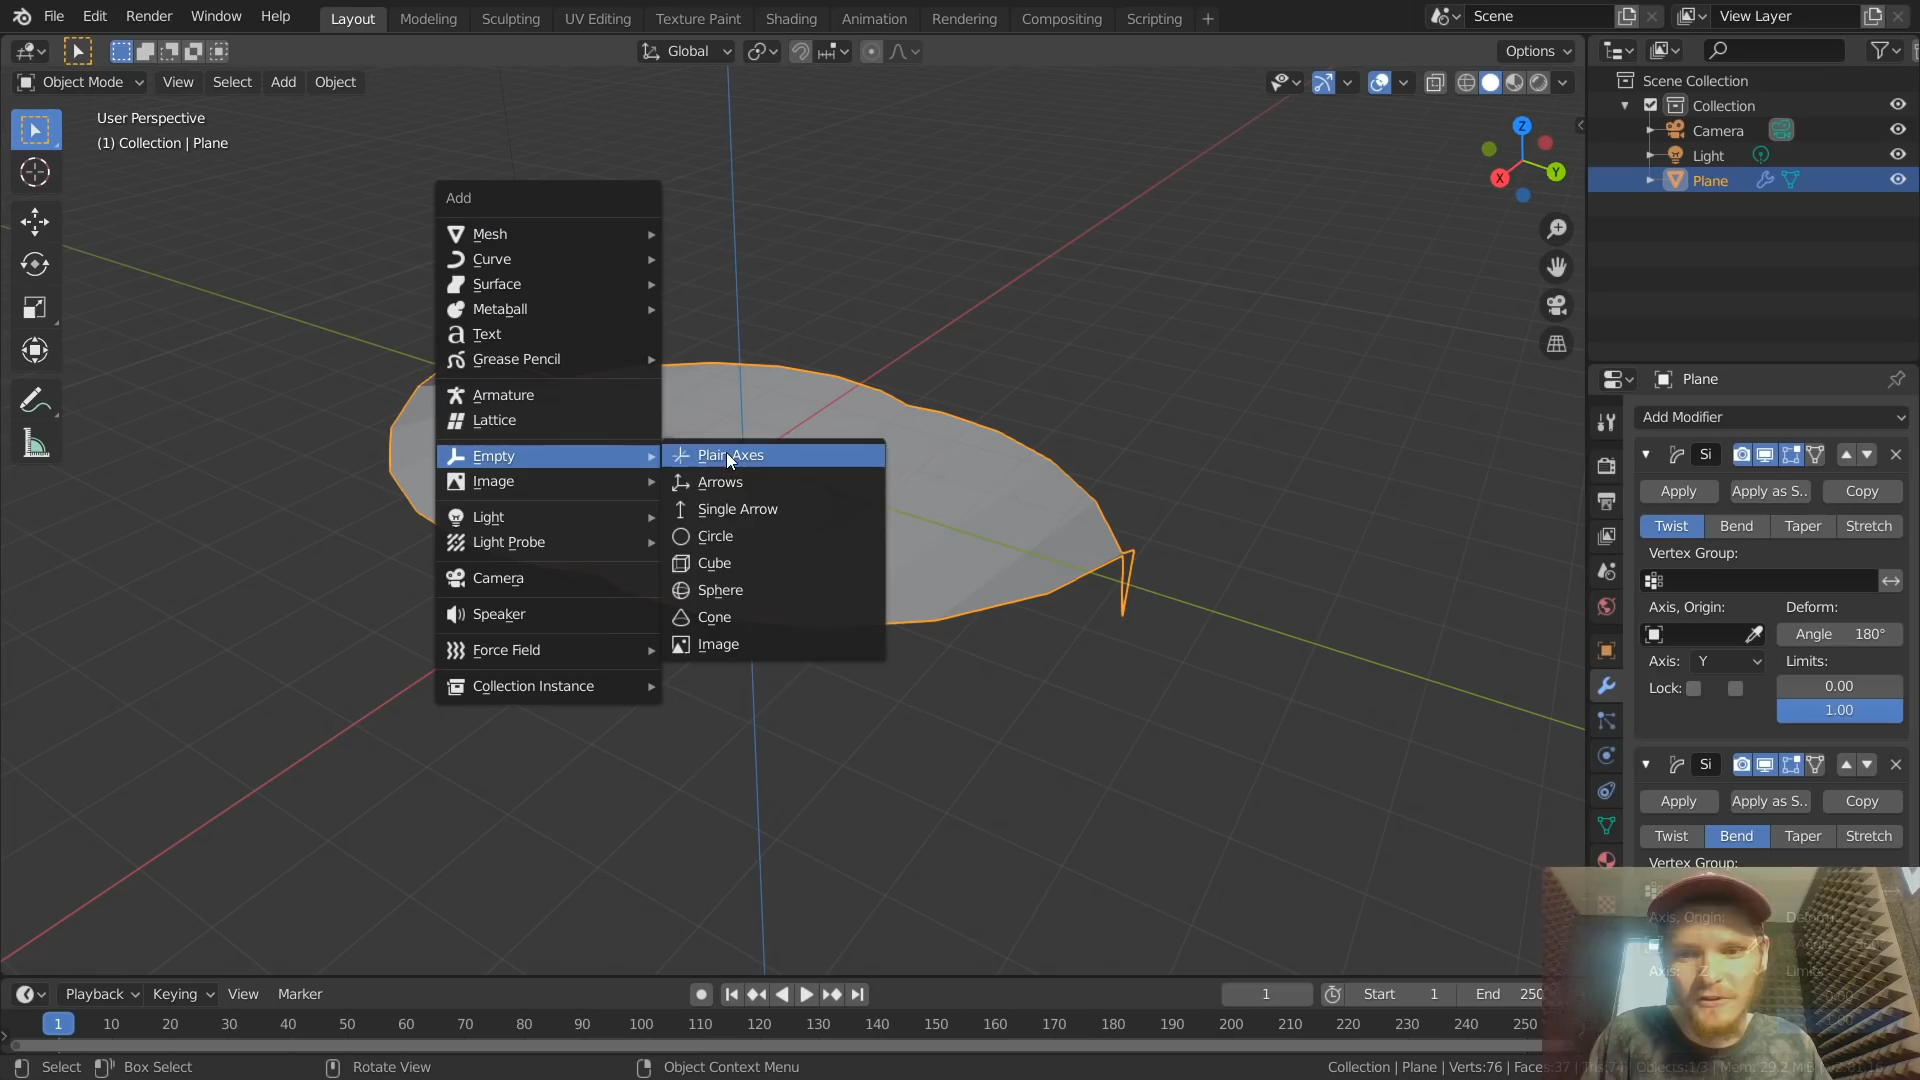 File Edit Render Window Help Layout Modeling Sculpting UV Editing Texture Paint Shading Animation Rendering Compositing Scripting + Scene View Layer
Global Options
Object Mode View Select Add Object
User Perspective
(1) Collection | Plane
Z
Y
X
Add
Mesh
Curve
Surface
Metaball
Text
Grease Pencil
Armature
Lattice
Empty
Image
Light
Light Probe
Camera
Speaker
Force Field
Collection Instance
Plain Axes
Arrows
Single Arrow
Circle
Cube
Sphere
Cone
Image
Scene Collection
Collection
Camera
Light
Plane
Plane
Add Modifier
Si
Apply Apply as S.. Copy
Twist Bend Taper Stretch
Vertex Group:
Axis, Origin: Deform:
Angle 180°
Axis: Y Limits:
Lock: 0.00
1.00
Si
Apply Apply as S.. Copy
Twist Bend Taper Stretch
Vertex Group:
Axis, Origin:
Playback Keying View Marker 1 Start 1 End 250
1 10 20 30 40 50 60 70 80 90 100 110 120 130 140 150 160 170 180 190 200 210 220 230 240 250
Select Box Select Rotate View Object Context Menu Collection | Plane | Verts:76 | Faces:37 |